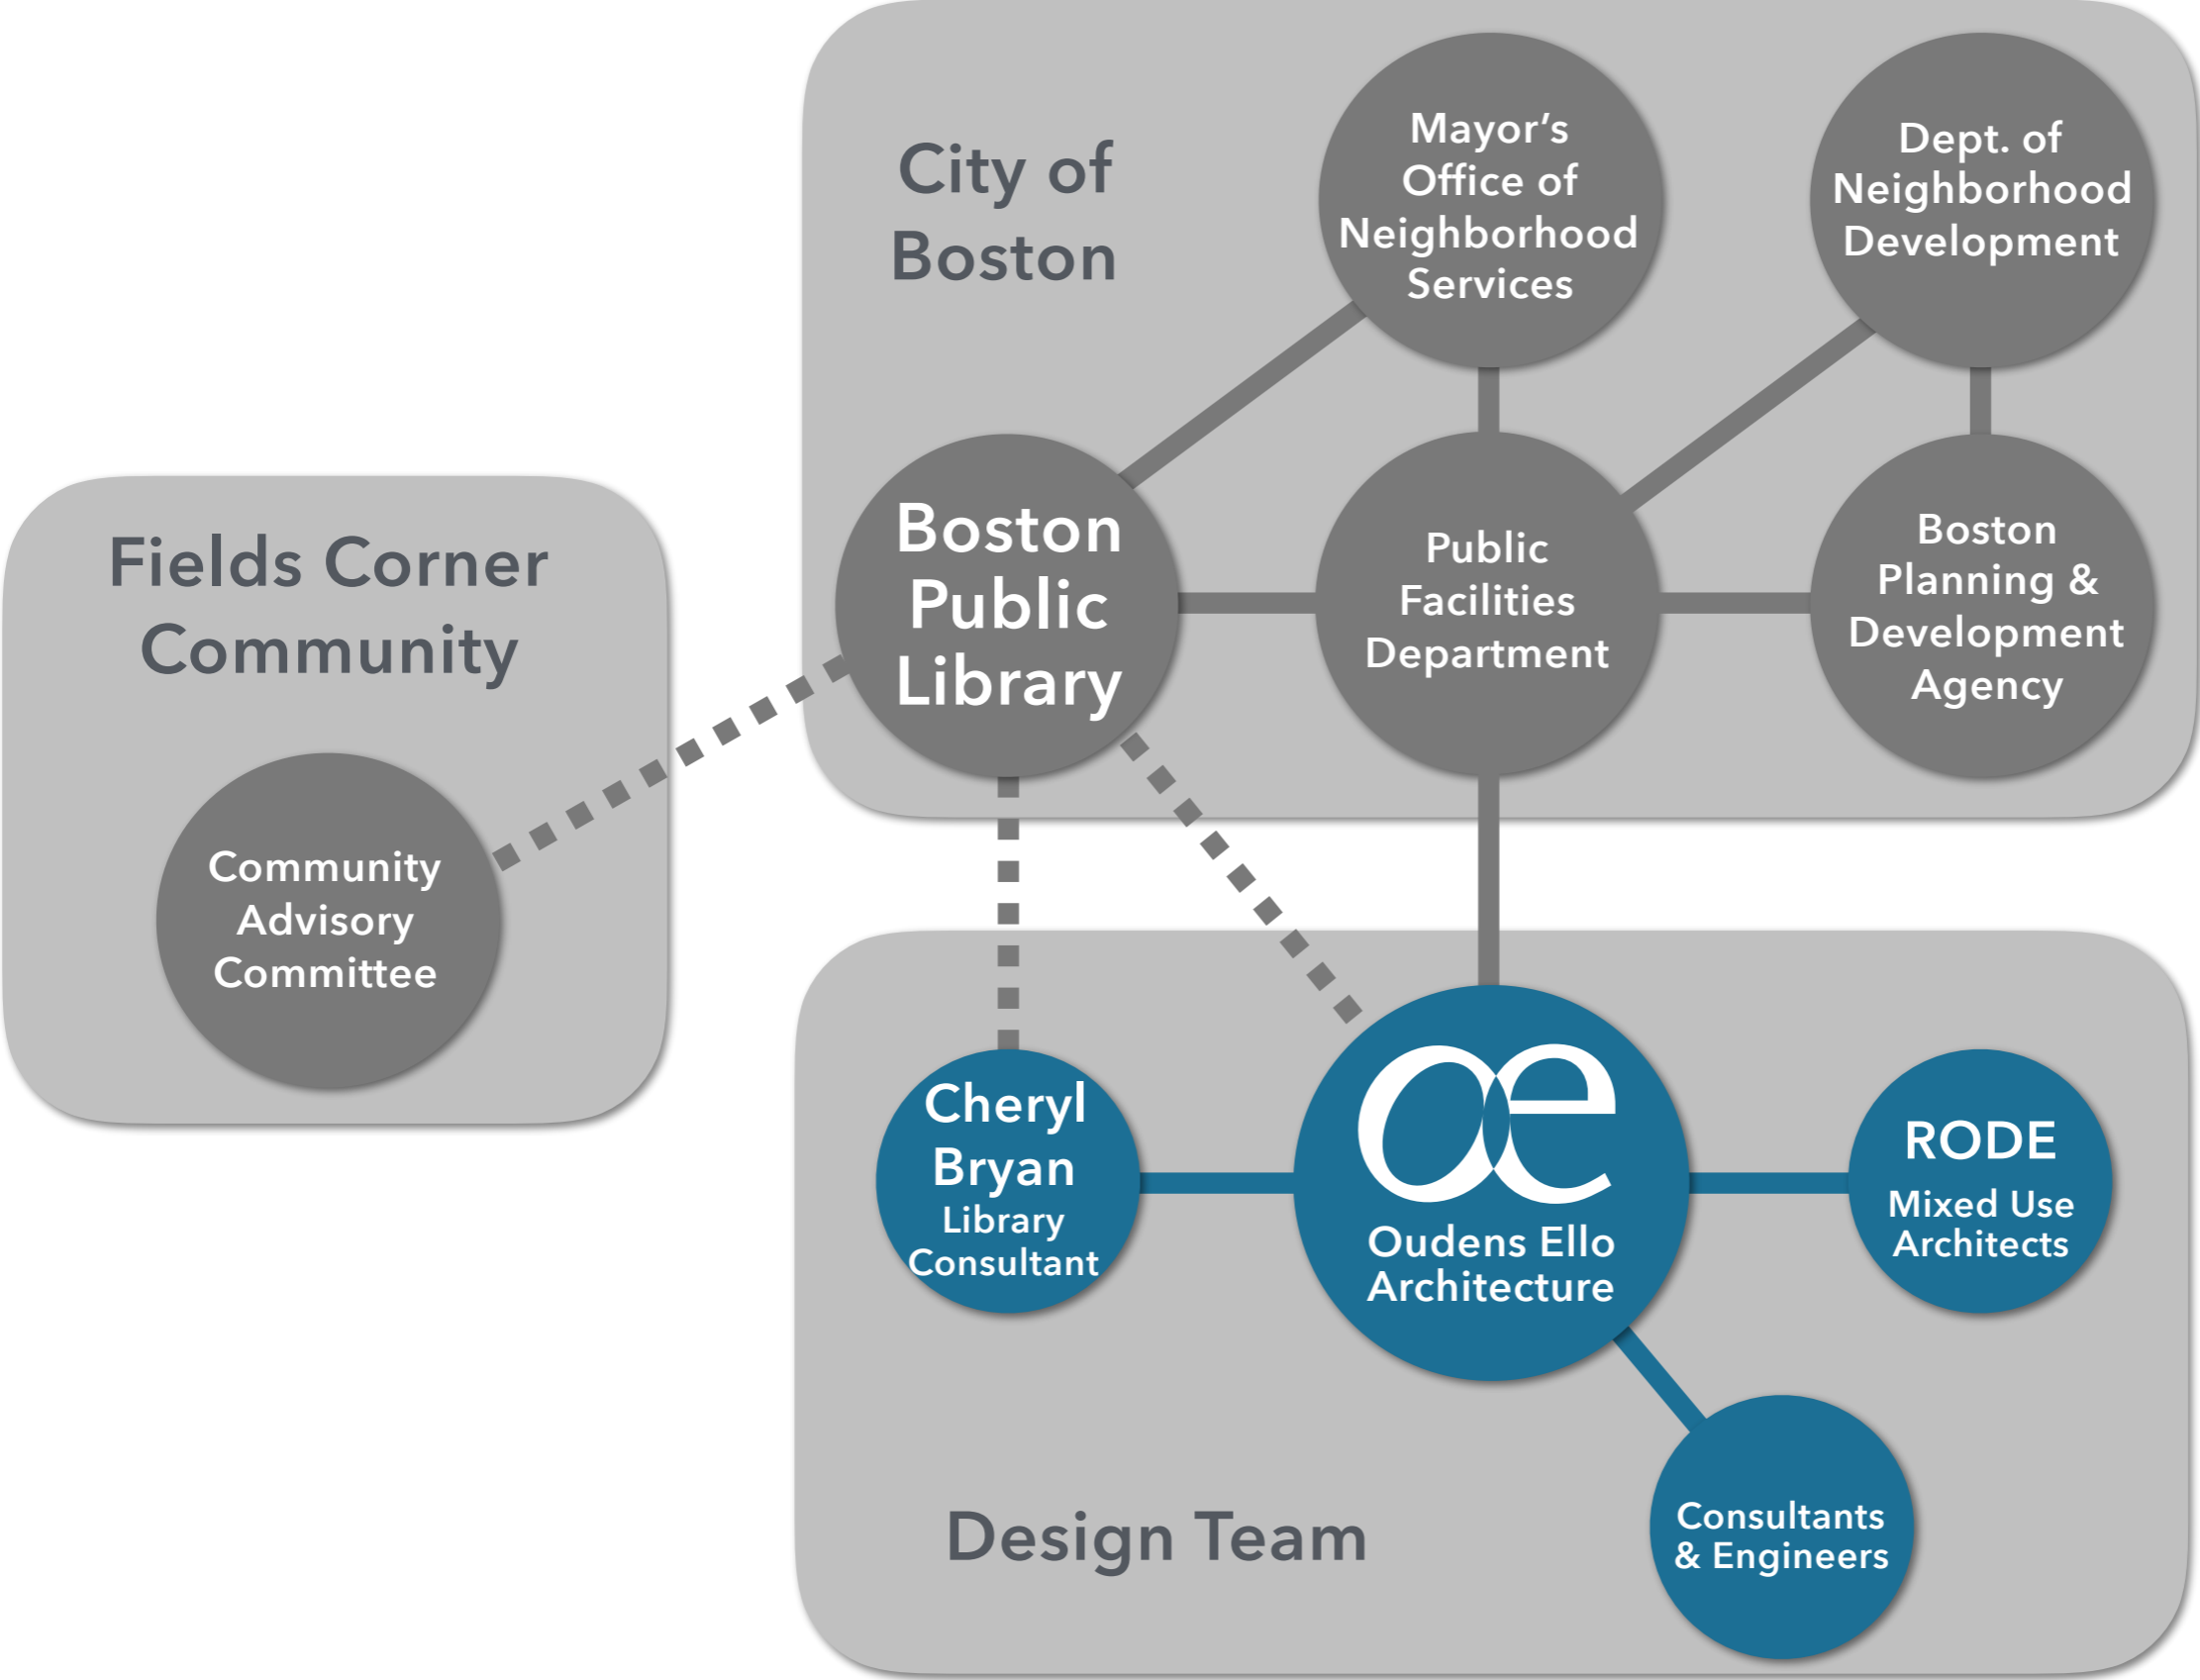 City of
Boston
Mayor’s
Office of
Neighborhood
Services
Dept. of
Neighborhood
Development
Fields Corner
Community
Boston
Public
Library
Public
Facilities
Department
Boston
Planning &
Development
Agency
Community
Advisory
Committee
Cheryl
Bryan
Library
Consultant
œ
Oudens Ello
Architecture
RODE
Mixed Use
Architects
Consultants
& Engineers
Design Team